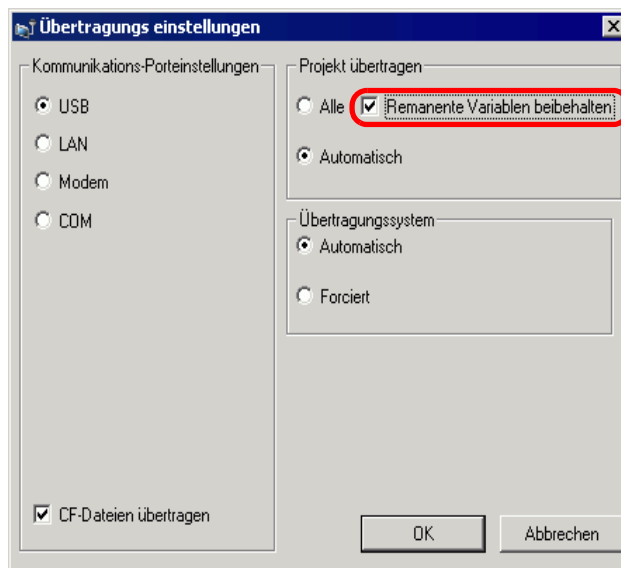 Übertragungs einstellungen
Kommunikations-Porteinstellungen
USB
LAN
Modem
COM
CF-Dateien übertragen
Projekt übertragen
Alle Remanente Variablen beibehalten
Automatisch
Übertragungssystem
Automatisch
Forciert
OK Abbrechen